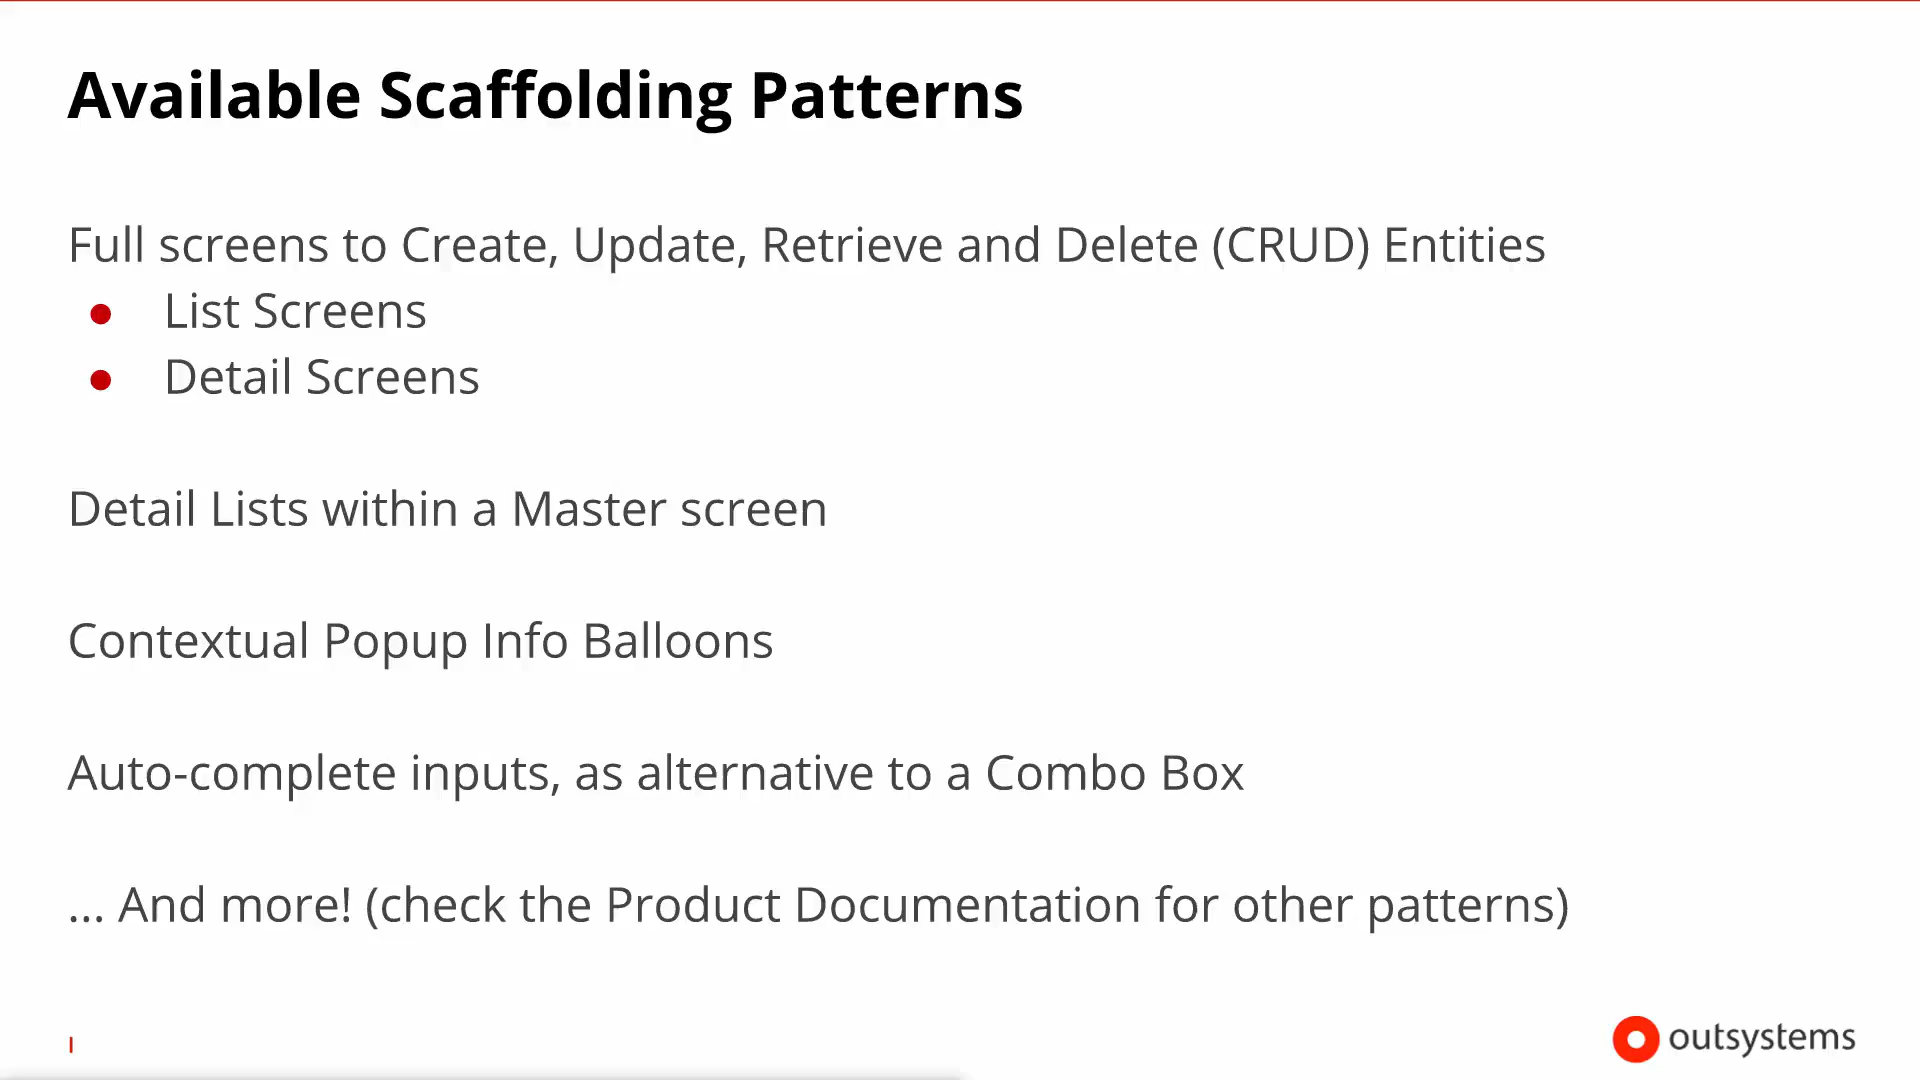 Available Scaffolding Patterns
Full screens to Create, Update, Retrieve and Delete (CRUD) Entities
● List Screens
● Detail Screens
Detail Lists within a Master screen
Contextual Popup Info Balloons
Auto-complete inputs, as alternative to a Combo Box
... And more! (check the Product Documentation for other patterns)
outsystems